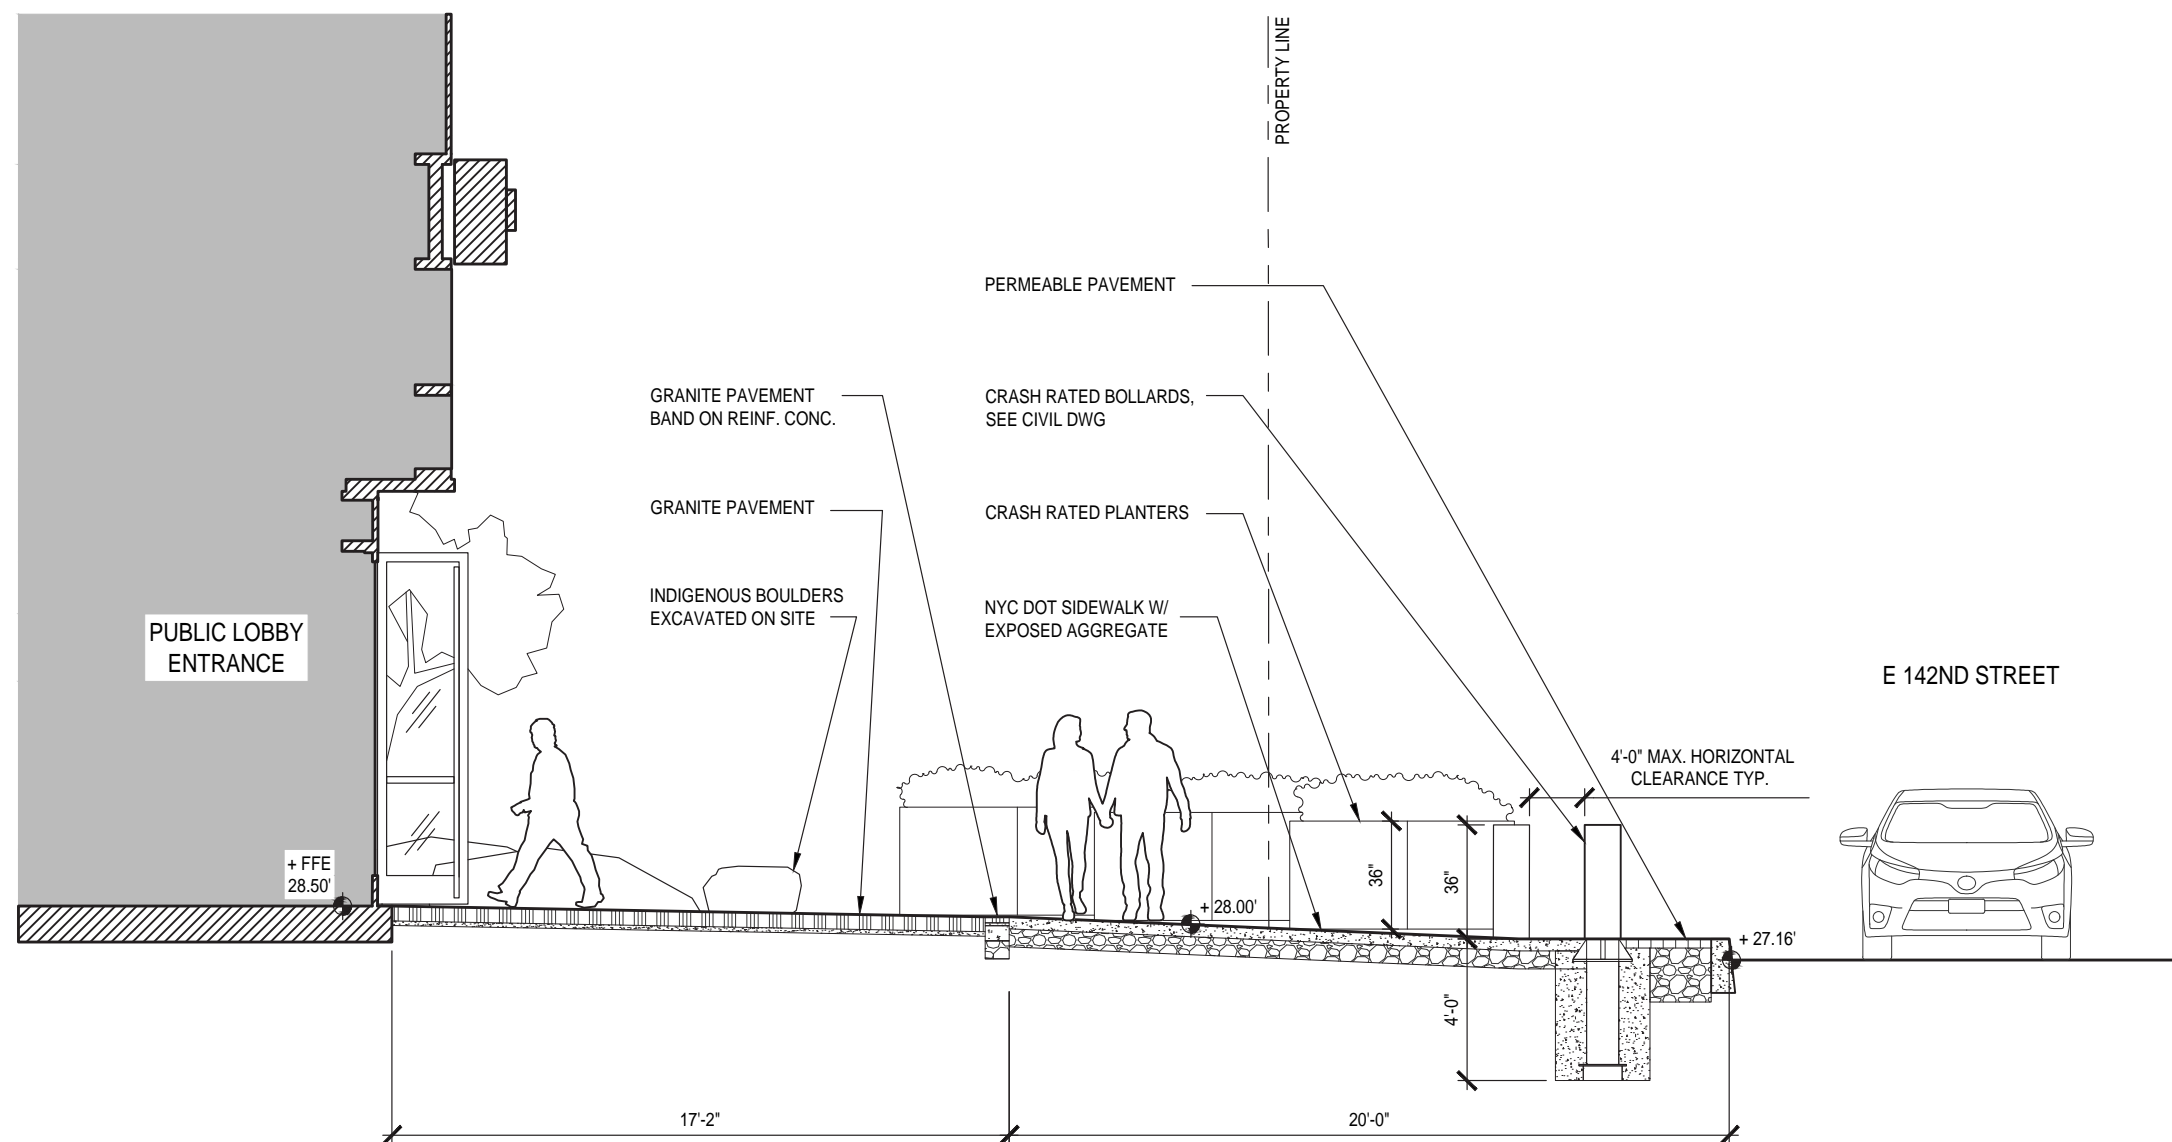 PROPERTY LINE
PERMEABLE PAVEMENT
GRANITE PAVEMENT
BAND ON REINF. CONC.
CRASH RATED BOLLARDS,
SEE CIVIL DWG
GRANITE PAVEMENT
CRASH RATED PLANTERS
INDIGENOUS BOULDERS
EXCAVATED ON SITE
NYC DOT SIDEWALK W/
EXPOSED AGGREGATE
PUBLIC LOBBY
ENTRANCE
E 142ND STREET
4'-0" MAX. HORIZONTAL
CLEARANCE TYP.
+ FFE
28.50'
36"
36"
+ 28.00'
+ 27.16'
4'-0"
17'-2"
20'-0"